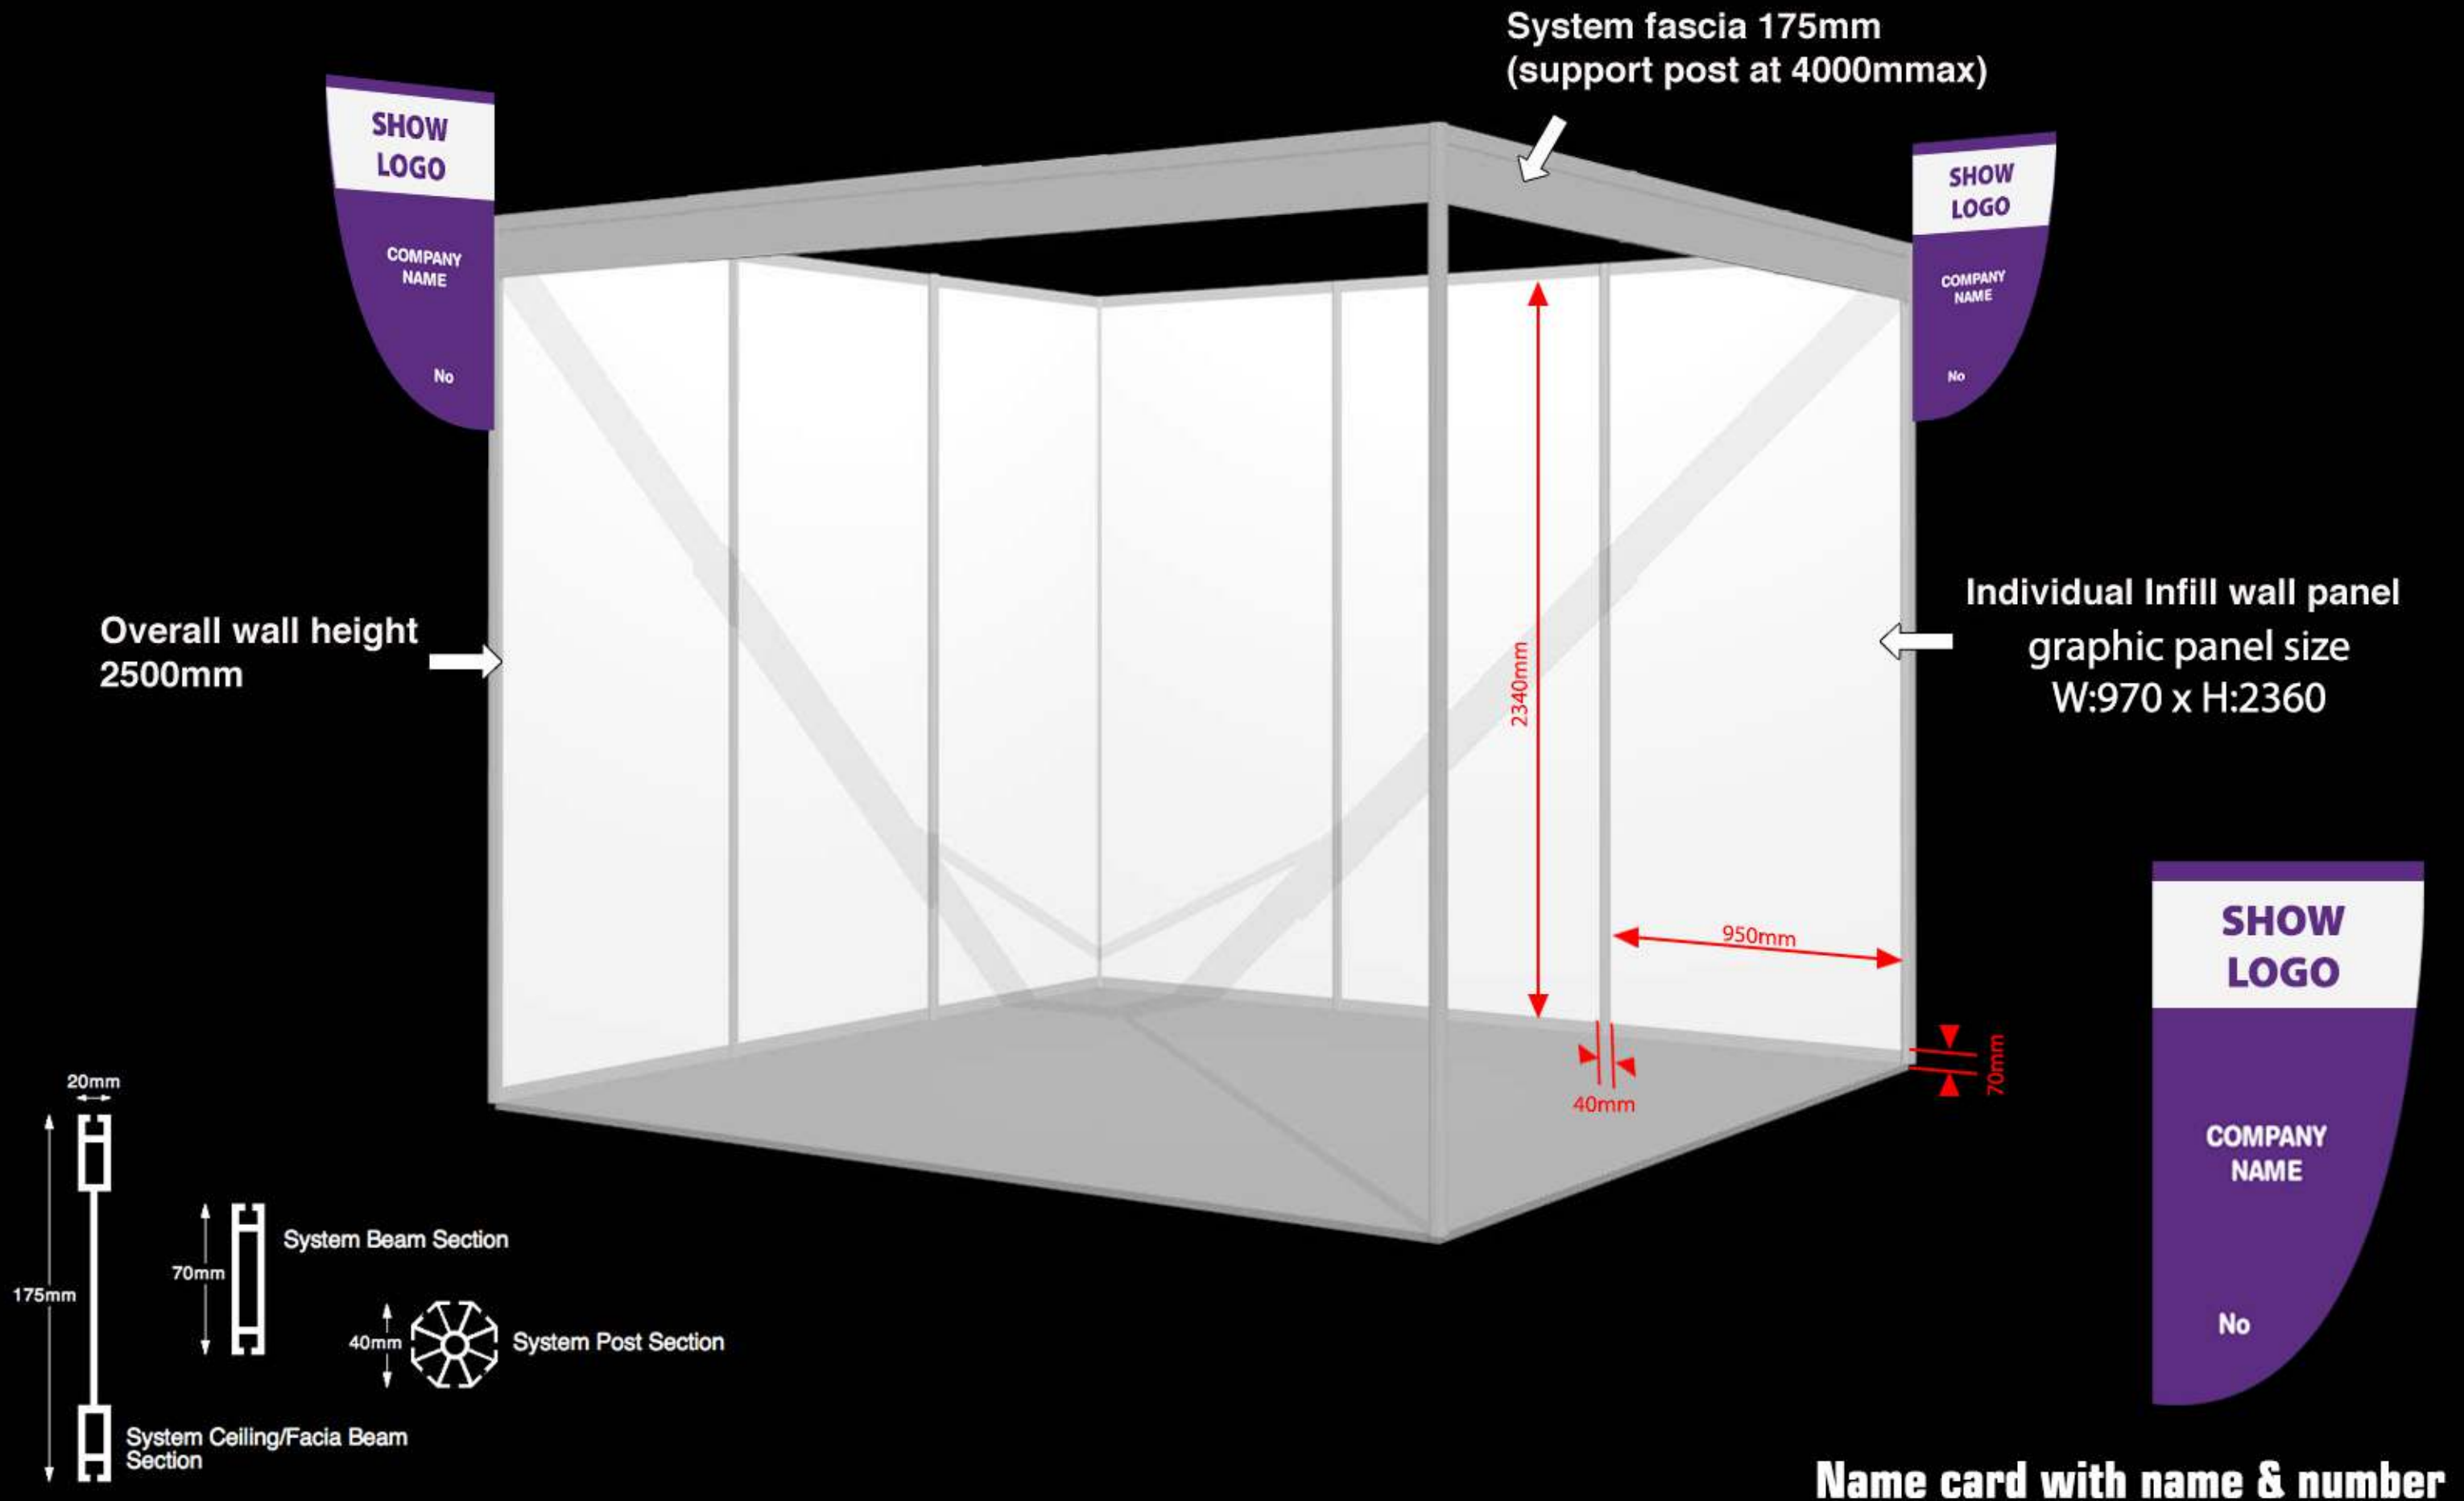 System fascia 175mm
(support post at 4000mmax)
SHOW
LOGO
COMPANY
NAME
No
SHOW
LOGO
COMPANY
NAME
No
Overall wall height
2500mm
Individual Infill wall panel
graphic panel size
W:970 x H:2360
2340mm
950mm
40mm
70mm
SHOW
LOGO
COMPANY
NAME
No
20mm
175mm
System Ceiling/Facia Beam
Section
70mm
System Beam Section
40mm
System Post Section
Name card with name & number